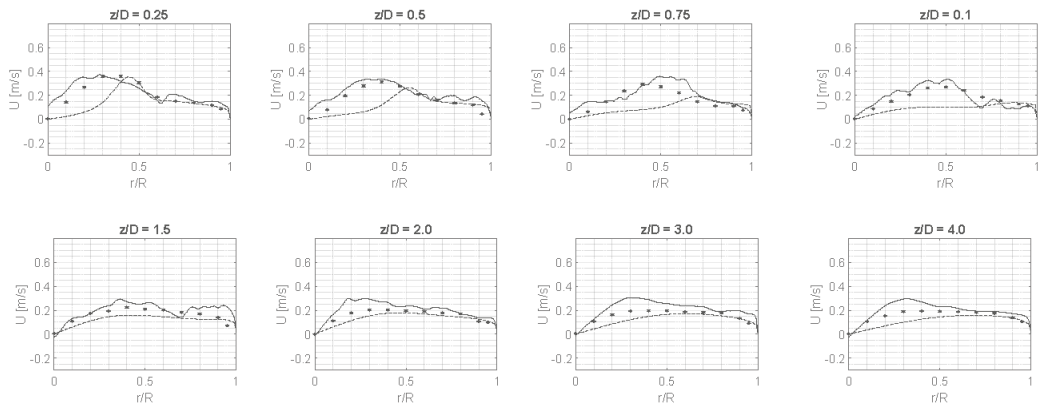 z/D = 0.25 z/D = 0.5 z/D = 0.75 z/D = 0.1
U [m/s] 0.6 0.4 0.2 0 -0.2 U [m/s] 0.6 0.4 0.2 0 -0.2 U [m/s] 0.6 0.4 0.2 0 -0.2 U [m/s] 0.6 0.4 0.2 0 -0.2
0 0.5 1 0 0.5 1 0 0.5 1 0 0.5 1
r/R r/R r/R r/R
z/D = 1.5 z/D = 2.0 z/D = 3.0 z/D = 4.0
U [m/s] 0.6 0.4 0.2 0 -0.2 U [m/s] 0.6 0.4 0.2 0 -0.2 U [m/s] 0.6 0.4 0.2 0 -0.2 U [m/s] 0.6 0.4 0.2 0 -0.2
0 0.5 1 0 0.5 1 0 0.5 1 0 0.5 1
r/R r/R r/R r/R